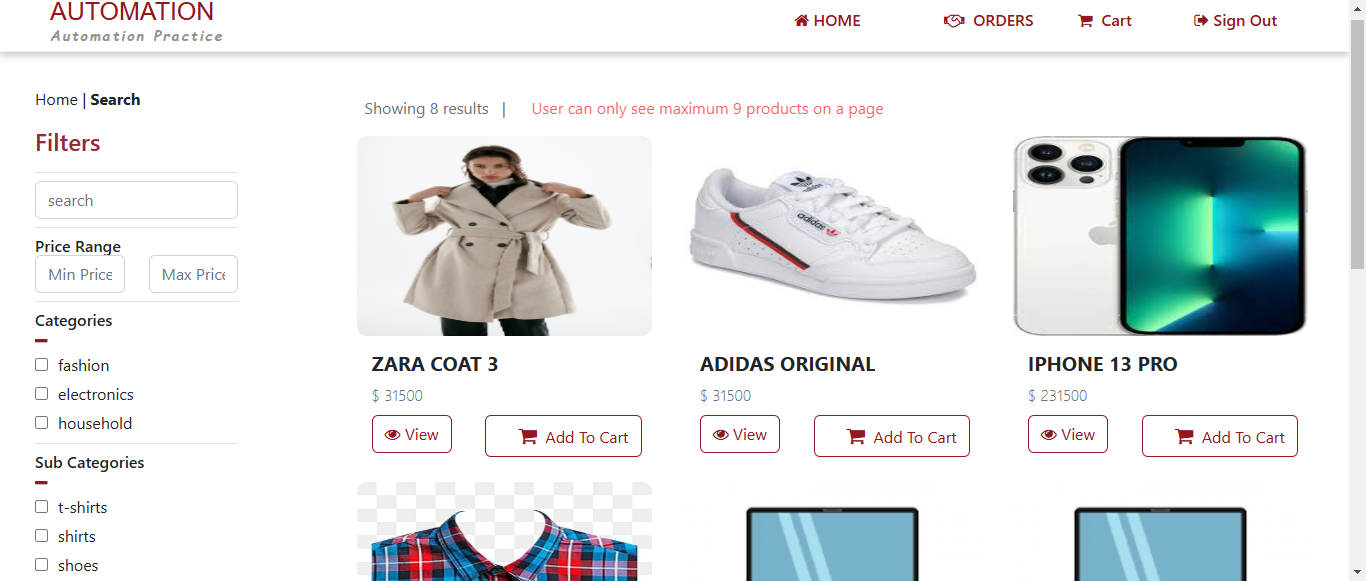 AUTOMATION
Automation Practice
HOME
ORDERS
Cart
Sign Out
Home | Search
Filters
search
Price Range
Min Price
Max Price
Categories
fashion
electronics
household
Sub Categories
t-shirts
shirts
shoes
Showing 8 results |
User can only see maximum 9 products on a page
adidas
adidas
ZARA COAT 3
$ 31500
View
Add To Cart
ADIDAS ORIGINAL
$ 31500
View
Add To Cart
IPHONE 13 PRO
$ 231500
View
Add To Cart